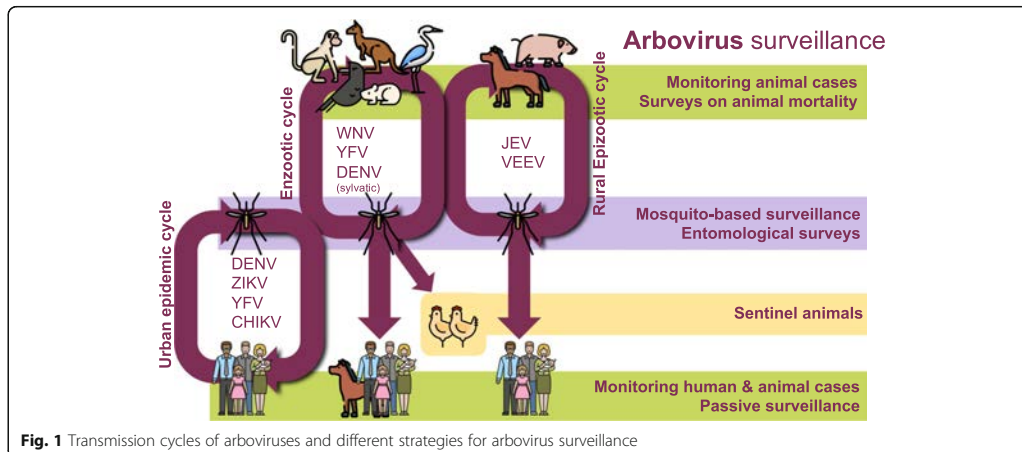 Arbovirus surveillance
Monitoring animal cases
Surveys on animal mortality
Enzootic cycle
WNV
YFV
DENV
(sylvatic)
JEV
VEEV
Rural Epizootic cycle
Mosquito-based surveillance
Entomological surveys
Urban epidemic cycle
DENV
ZIKV
YFV
CHIKV
Sentinel animals
Monitoring human & animal cases
Passive surveillance
Fig. 1 Transmission cycles of arboviruses and different strategies for arbovirus surveillance